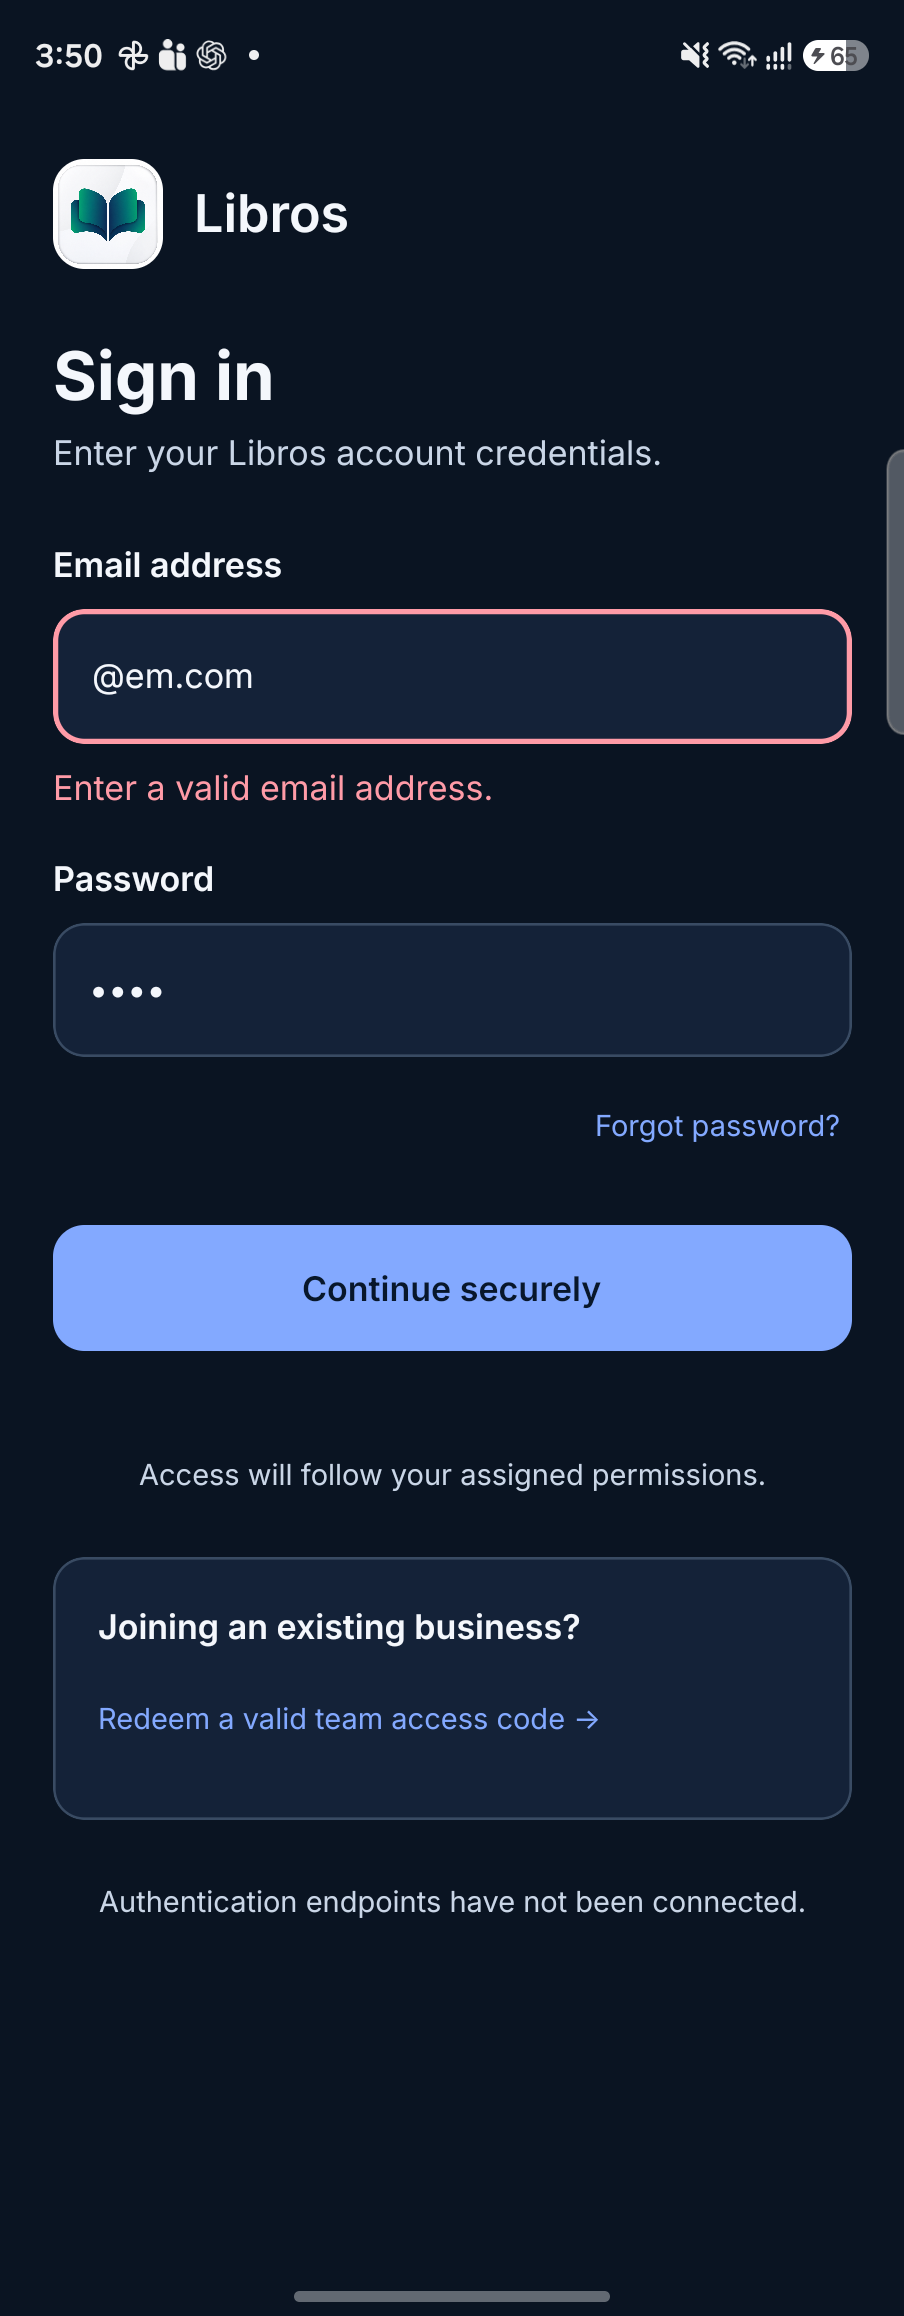 3:50
65
Libros
Sign in
Enter your Libros account credentials.
Email address
@em.com
Enter a valid email address.
Password
••••
Forgot password?
Continue securely
Access will follow your assigned permissions.
Joining an existing business?
Redeem a valid team access code →
Authentication endpoints have not been connected.